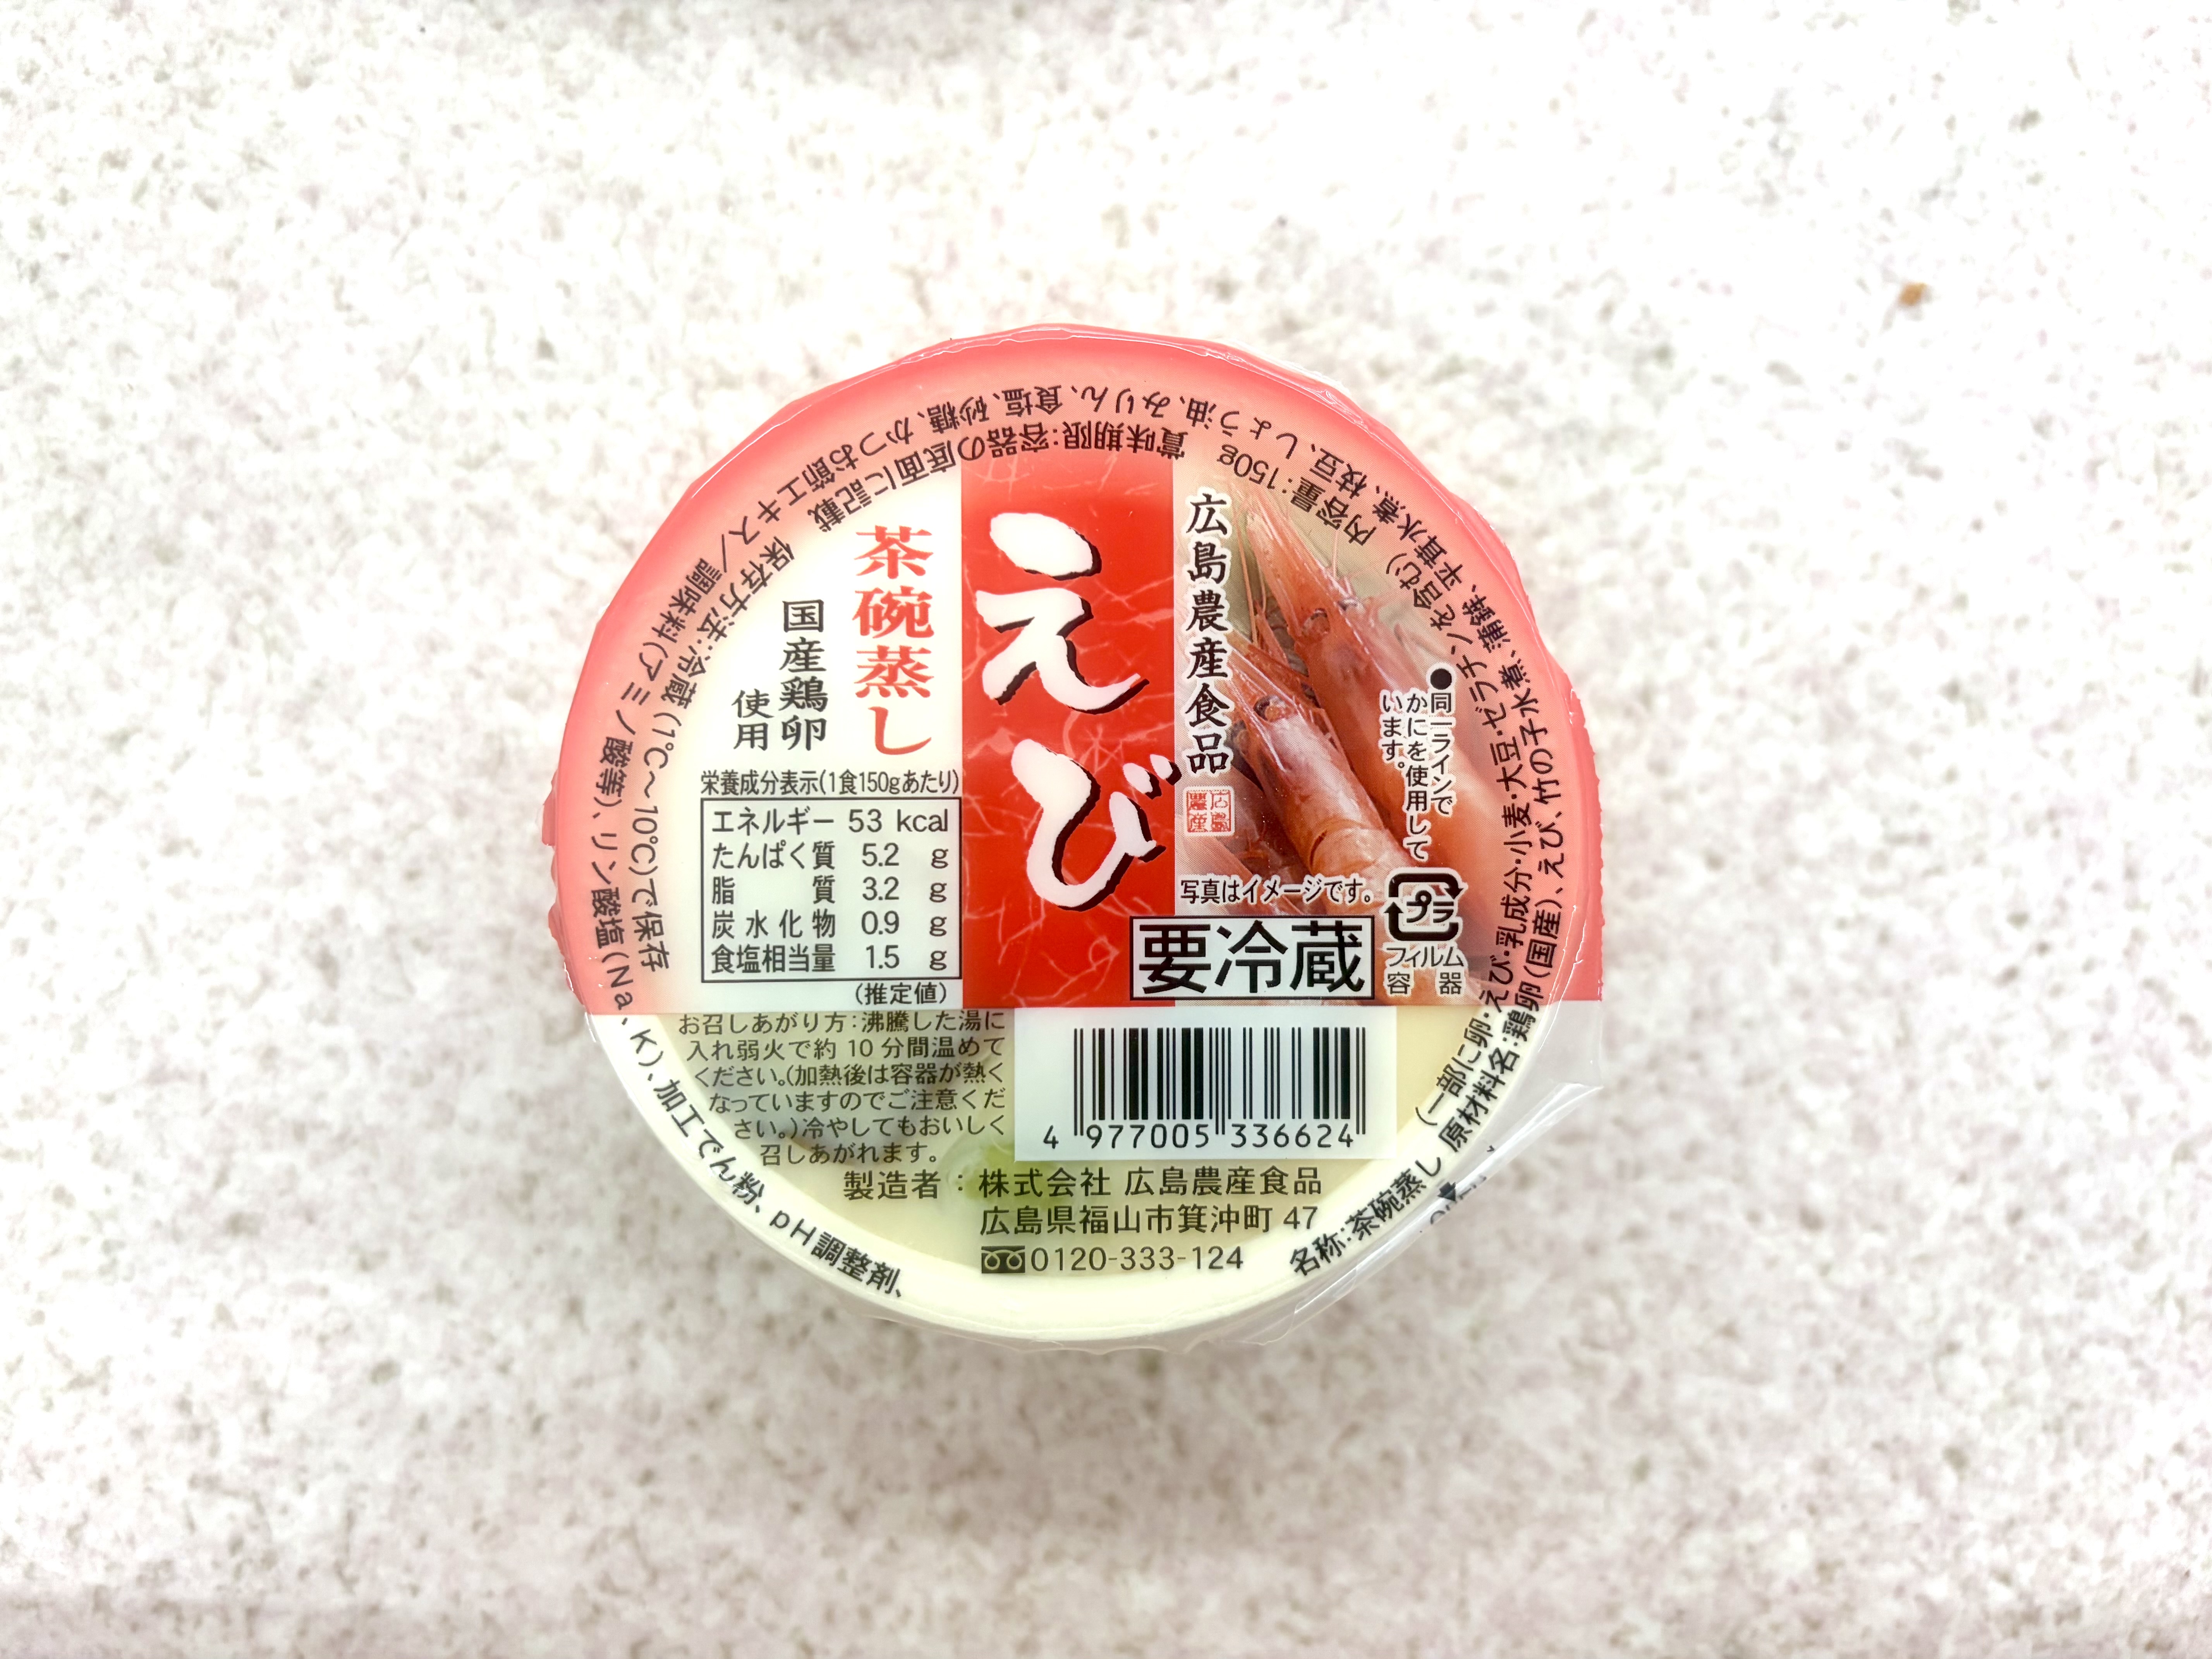 えび
茶碗蒸し
国産鶏卵
使用
広島農産食品
広島
農産
●同一ラインで
かにを使用して
います。
写真はイメージです。
要冷蔵
プラ
フィルム
容器
栄養成分表示(1食150gあたり)
エネルギー 53 kcal
たんぱく質 5.2 g
脂質 3.2 g
炭水化物 0.9 g
食塩相当量 1.5 g
(推定値)
お召しあがり方：沸騰した湯に
入れ弱火で約10分間温めて
ください。(加熱後は容器が熱く
なっていますのでご注意くだ
さい。)冷やしてもおいしく
召しあがれます。
4 977005 336624
製造者：株式会社 広島農産食品
広島県福山市箕沖町 47
0120-333-124
名称：茶碗蒸し 原材料名：鶏卵(国産)、えび、竹の子水煮、蒲鉾、平茸水煮、枝豆、しょう油、みりん、食塩、砂糖、かつお節エキス／調味料(アミノ酸等)、リン酸塩(Na、K)、加工でん粉、pH調整剤、
(一部に卵・えび・乳成分・小麦・大豆・ゼラチンを含む)
内容量：150g
賞味期限：容器の底面に記載
保存方法：冷蔵(1℃～10℃)で保存